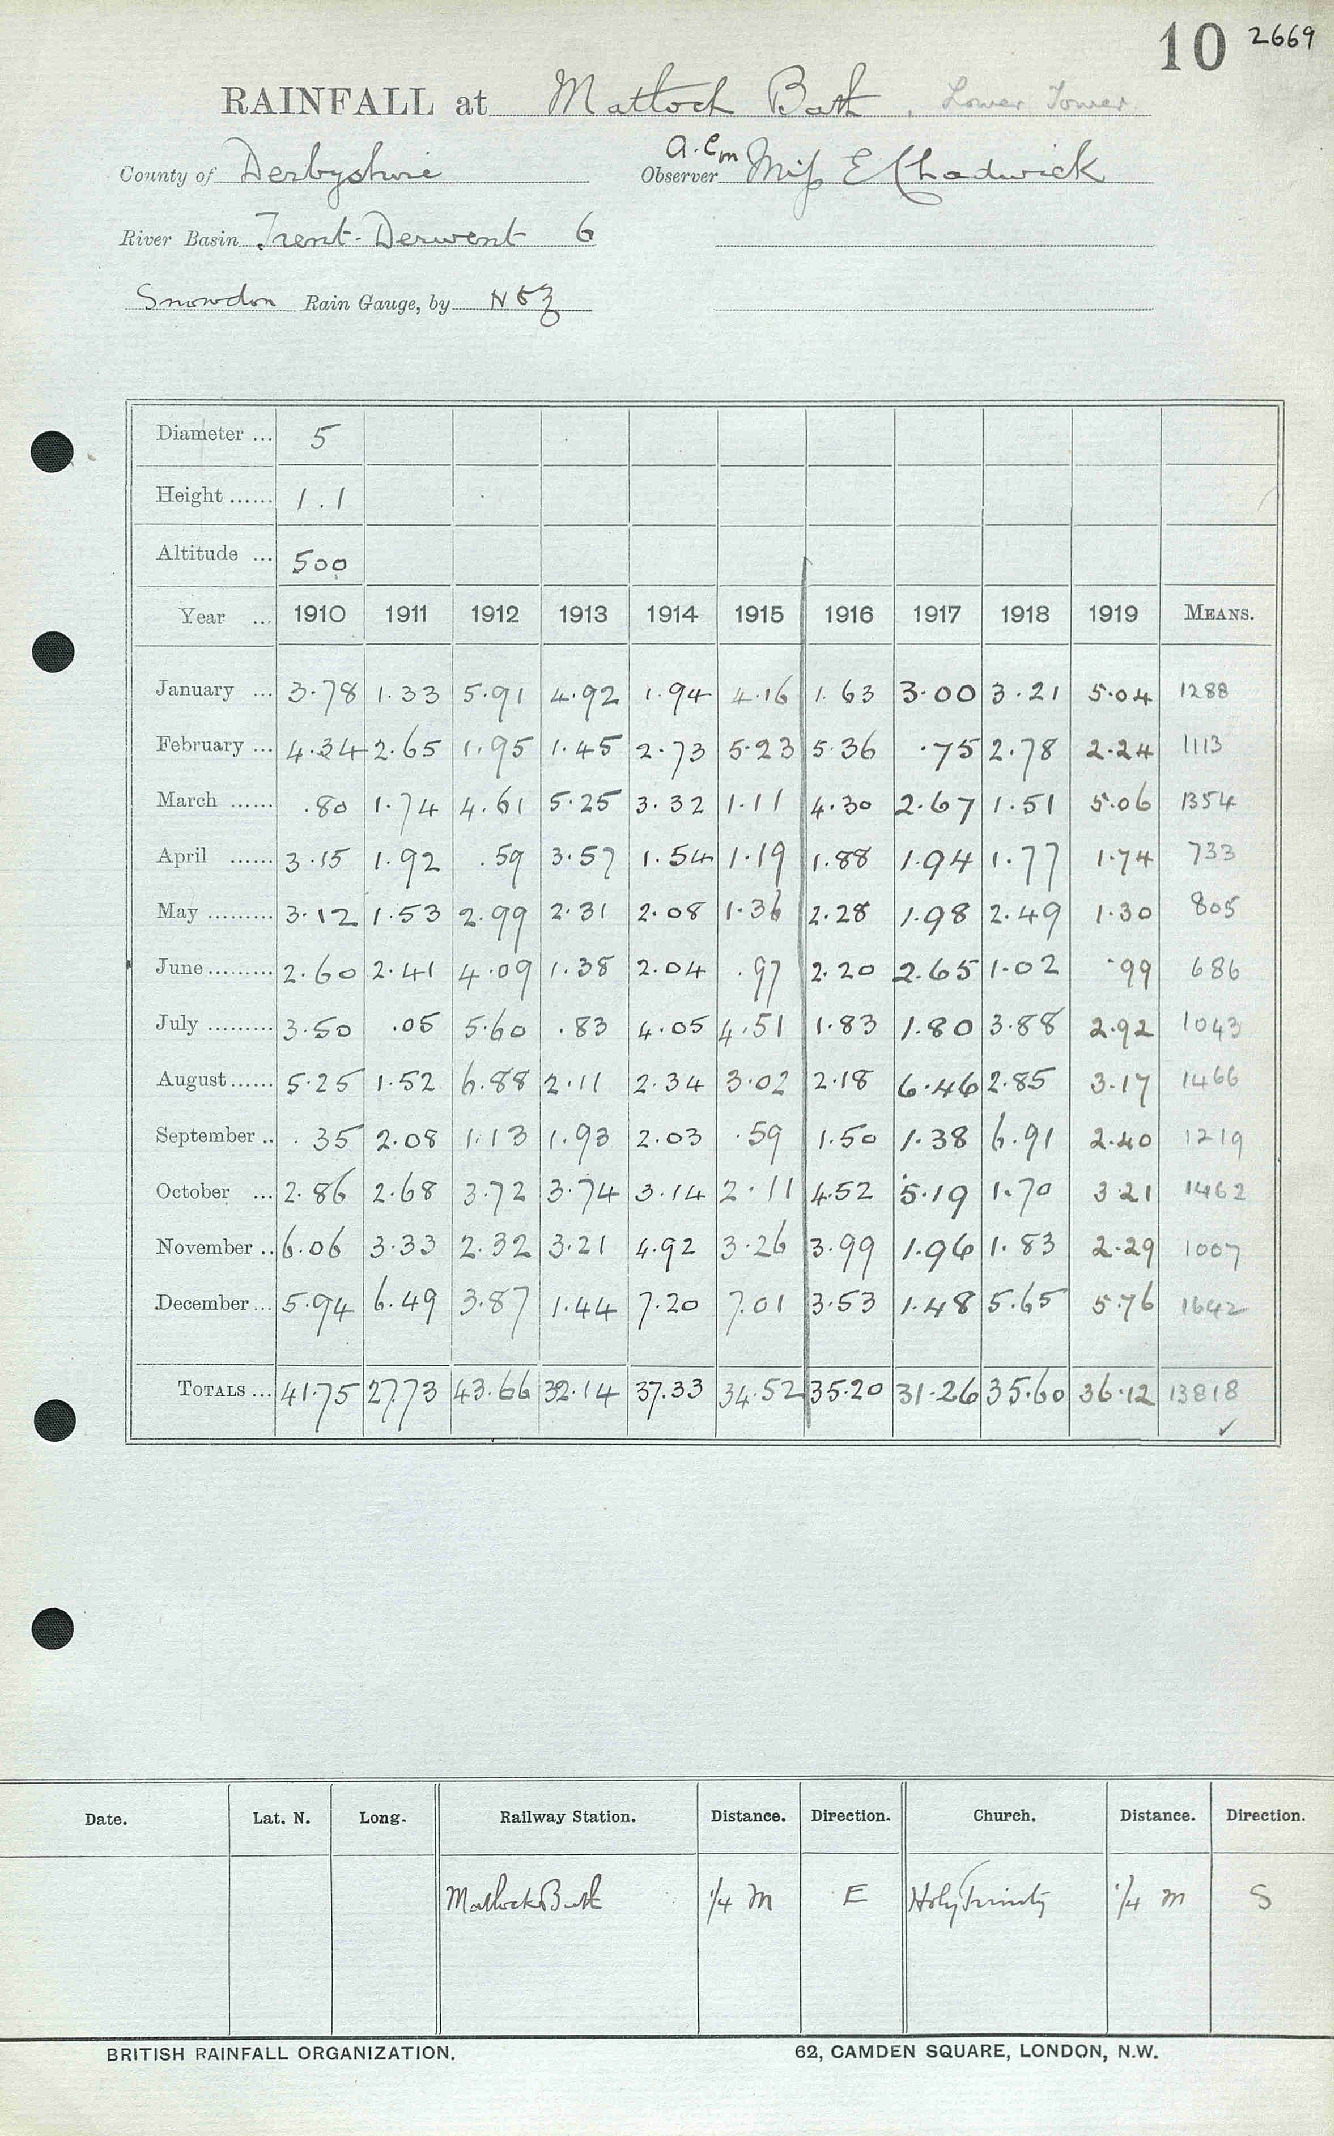 10 2669
RAINFALL at Matlock Bath. Lower Tower
a.c.m
County of Derbyshire Observer Miss E Chadwick
River Basin Trent-Derwent 6
Snowdon Rain Gauge, by N & Z
Diameter ... 5
Height ...... 1.1
Altitude ... 500
Year ... 1910 1911 1912 1913 1914 1915 1916 1917 1918 1919 MEANS.
January ... 3.78 1.33 5.91 4.92 1.94 4.16 1.63 3.00 3.21 5.04 1288
February ... 4.34 2.65 1.95 1.45 2.73 5.23 5.36 .75 2.78 2.24 1113
March ...... .80 1.74 4.61 5.25 3.32 1.11 4.30 2.67 1.51 5.06 1354
April ...... 3.15 1.92 .59 3.57 1.54 1.19 1.88 1.94 1.77 1.74 733
May ......... 3.12 1.53 2.99 2.31 2.08 1.36 2.28 1.98 2.49 1.30 805
June ......... 2.60 2.41 4.09 1.38 2.04 .97 2.20 2.65 1.02 .99 686
July ......... 3.50 .05 5.60 .83 4.05 4.51 1.83 1.80 3.88 2.92 1043
August ...... 5.25 1.52 6.88 2.11 2.34 3.02 2.18 6.46 2.85 3.17 1466
September .. .35 2.08 1.13 1.93 2.03 .59 1.50 1.38 6.91 2.40 1219
October ... 2.86 2.68 3.72 3.74 3.14 2.11 4.52 5.19 1.70 3.21 1462
November .. 6.06 3.33 2.32 3.21 4.92 3.26 3.99 1.96 1.83 2.29 1007
December ... 5.94 6.49 3.87 1.44 7.20 7.01 3.53 1.48 5.65 5.76 1642
TOTALS ... 41.75 27.73 43.66 32.14 37.33 34.52 35.20 31.26 35.60 36.12 13818
✓
Date. Lat. N. Long. Railway Station. Distance. Direction. Church. Distance. Direction.
Matlock Bath 1/4 m E Holy Trinity 1/4 m S
BRITISH RAINFALL ORGANIZATION. 62, CAMDEN SQUARE, LONDON, N.W.